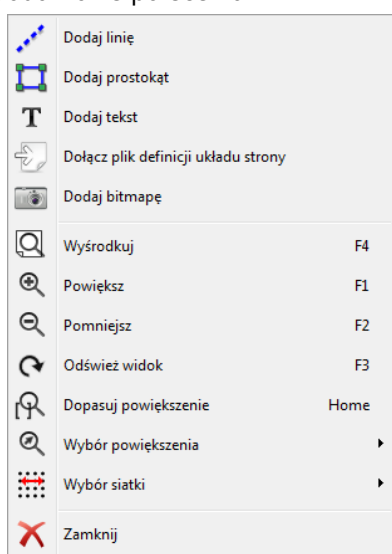 Dodaj linię
Dodaj prostokąt
T Dodaj tekst
Dołącz plik definicji układu strony
Dodaj bitmapę
Wyśrodkuj F4
Powiększ F1
Pomniejsz F2
Odśwież widok F3
Dopasuj powiększenie Home
Wybór powiększenia
Wybór siatki
Zamknij